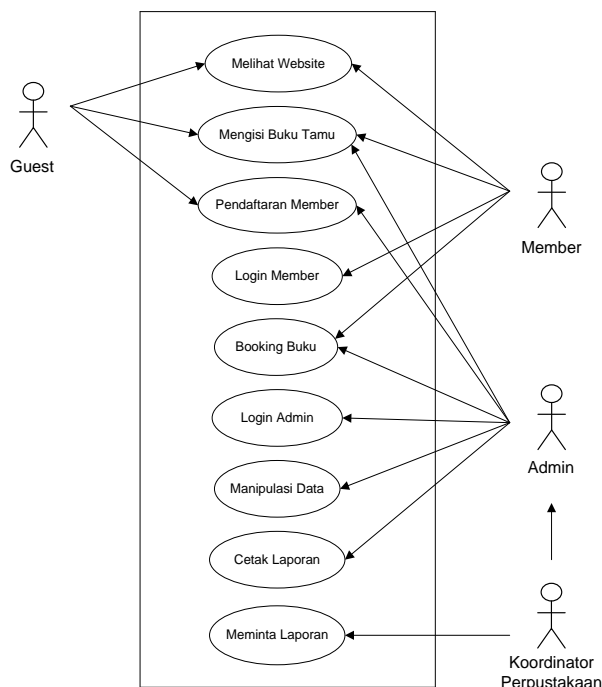 Melihat Website
Mengisi Buku Tamu
Guest
Pendaftaran Member
Member
Login Member
Booking Buku
Login Admin
Admin
Manipulasi Data
Cetak Laporan
Meminta Laporan
Koordinator
Perpustakaan